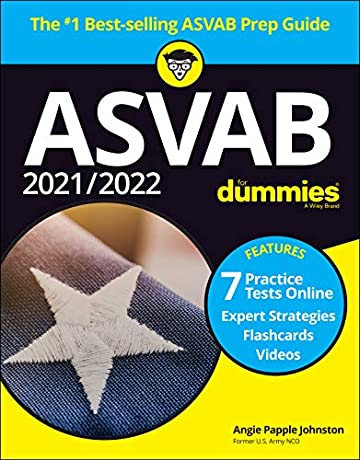 The #1 Best-selling ASVAB Prep Guide
ASVAB
2021/2022
for
dummies
A Wiley Brand
FEATURES
7 Practice
Tests Online
Expert Strategies
Flashcards
Videos
Angie Papple Johnston
Former U.S. Army NCO